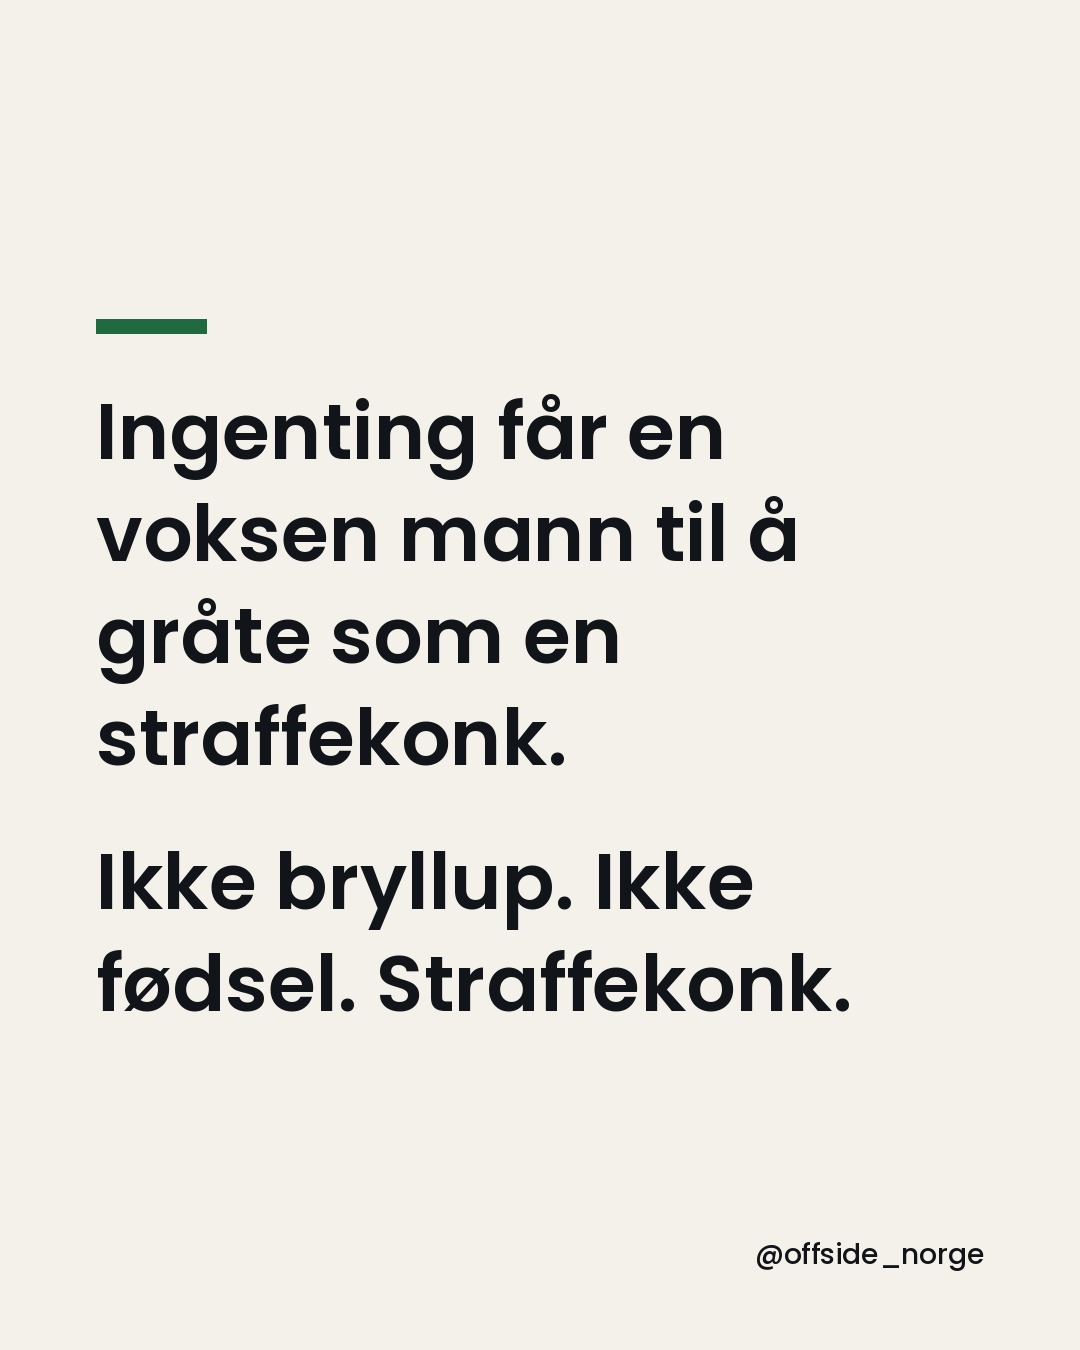 Ingenting får en
voksen mann til å
gråte som en
straffekonk.
Ikke bryllup. Ikke
fødsel. Straffekonk.
@offside_norge